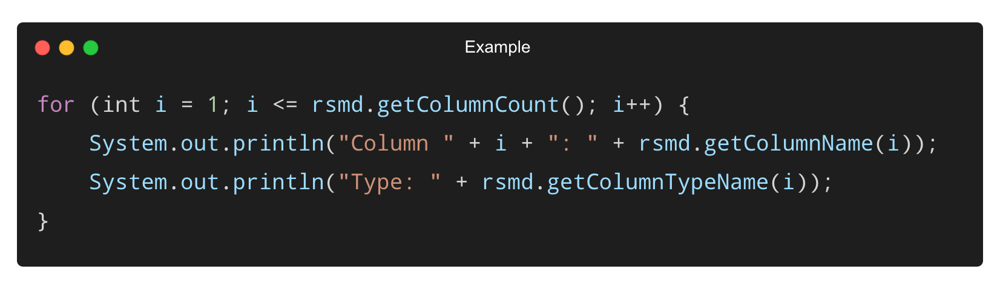 Example
for (int i = 1; i <= rsmd.getColumnCount(); i++) {
    System.out.println("Column " + i + ": " + rsmd.getColumnName(i));
    System.out.println("Type: " + rsmd.getColumnTypeName(i));
}